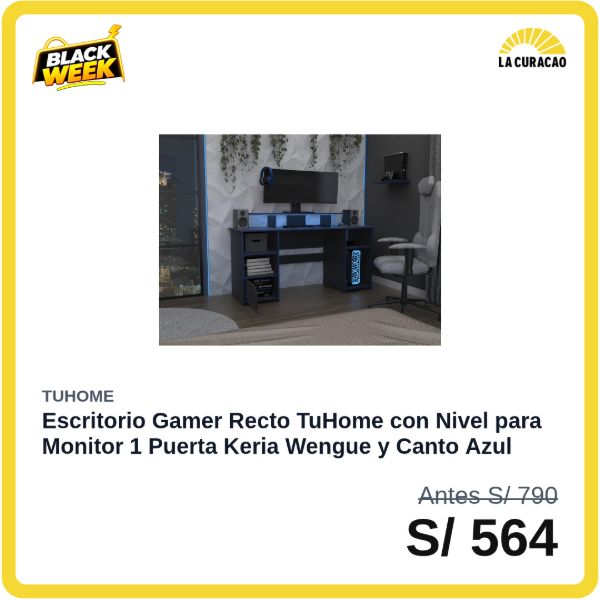 BLACK
WEEK
LA CURACAO
TUHOME
Escritorio Gamer Recto TuHome con Nivel para
Monitor 1 Puerta Keria Wengue y Canto Azul
Antes S/ 790
S/ 564